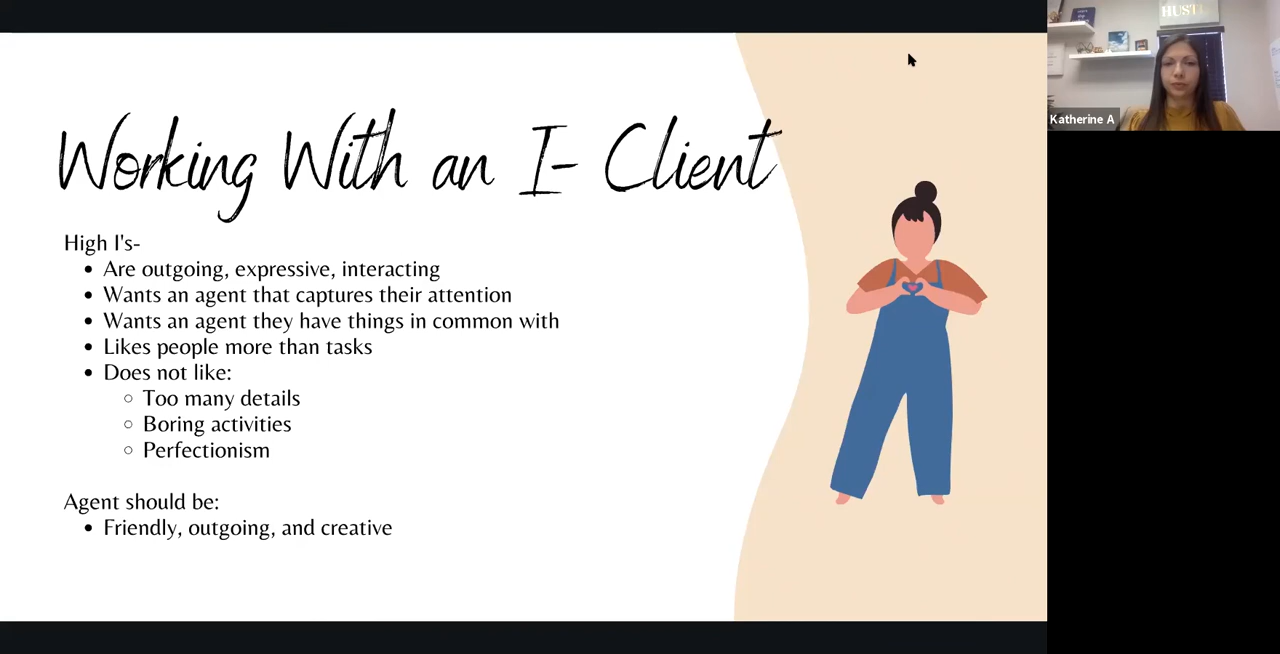 Working With an I- Client
High I's-
Are outgoing, expressive, interacting
Wants an agent that captures their attention
Wants an agent they have things in common with
Likes people more than tasks
Does not like:
Too many details
Boring activities
Perfectionism
Agent should be:
Friendly, outgoing, and creative
Katherine A